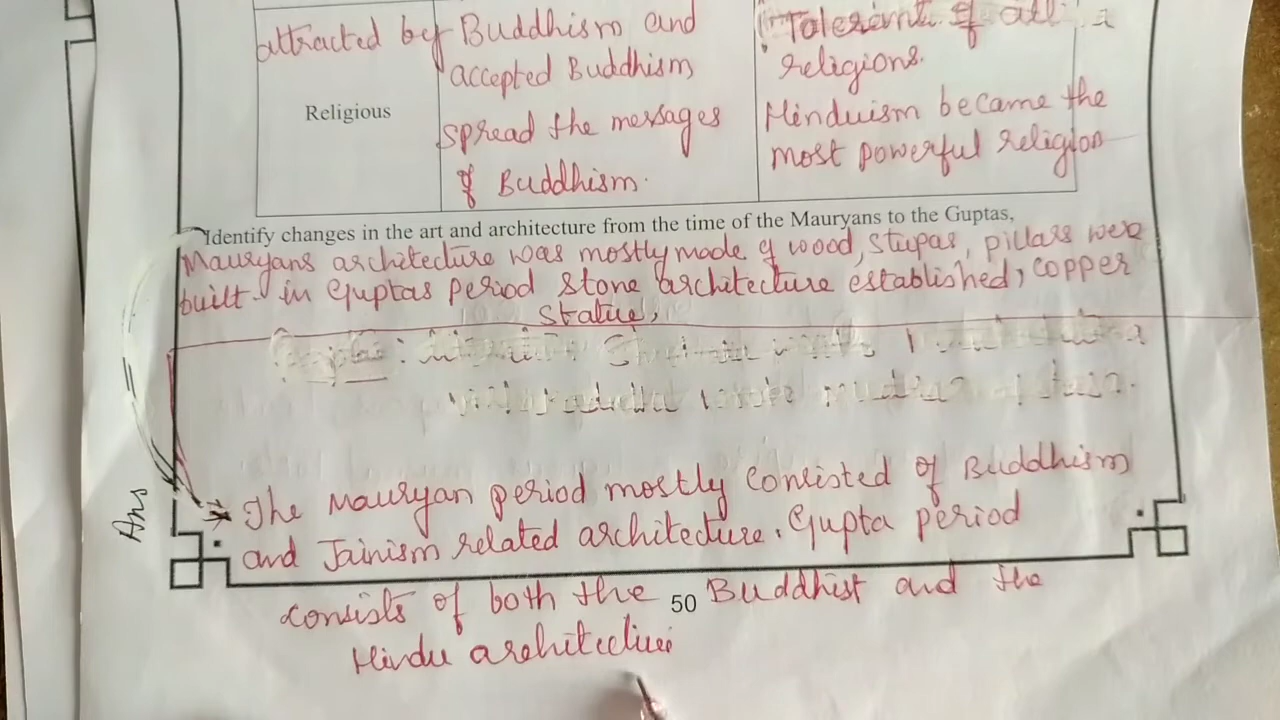 attracted by Buddhism and
accepted Buddhism
spread the messages
of Buddhism.
Religious
Tolerant of all
religions.
Hinduism became the
most powerful religion
Identify changes in the art and architecture from the time of the Mauryans to the Guptas,
Mauryans architecture was mostly made of wood, stupas, pillars were
built in Guptas period stone architecture established, copper
statue,
Ans
The Mauryan period mostly consisted of Buddhism
and Jainism related architecture. Gupta period
consists of both the Buddhist and the
Hindu architecture
50